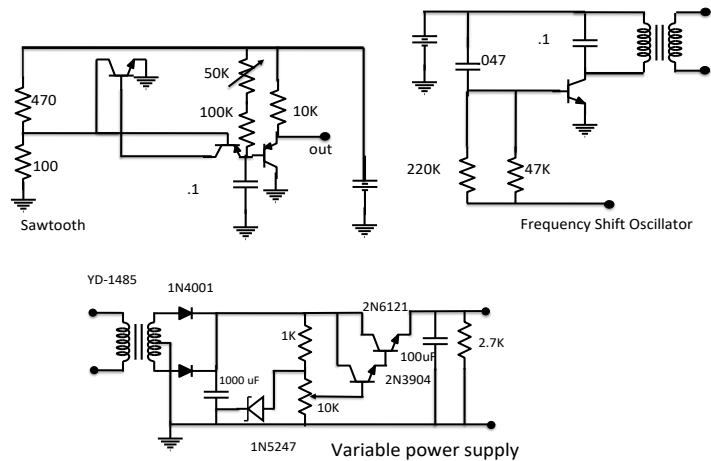 470
100
50K
100K
10K
out
.1
Sawtooth
047
.1
220K
47K
Frequency Shift Oscillator
YD-1485
1N4001
2N6121
1K
100uF
2.7K
1000 uF
2N3904
10K
1N5247
Variable power supply